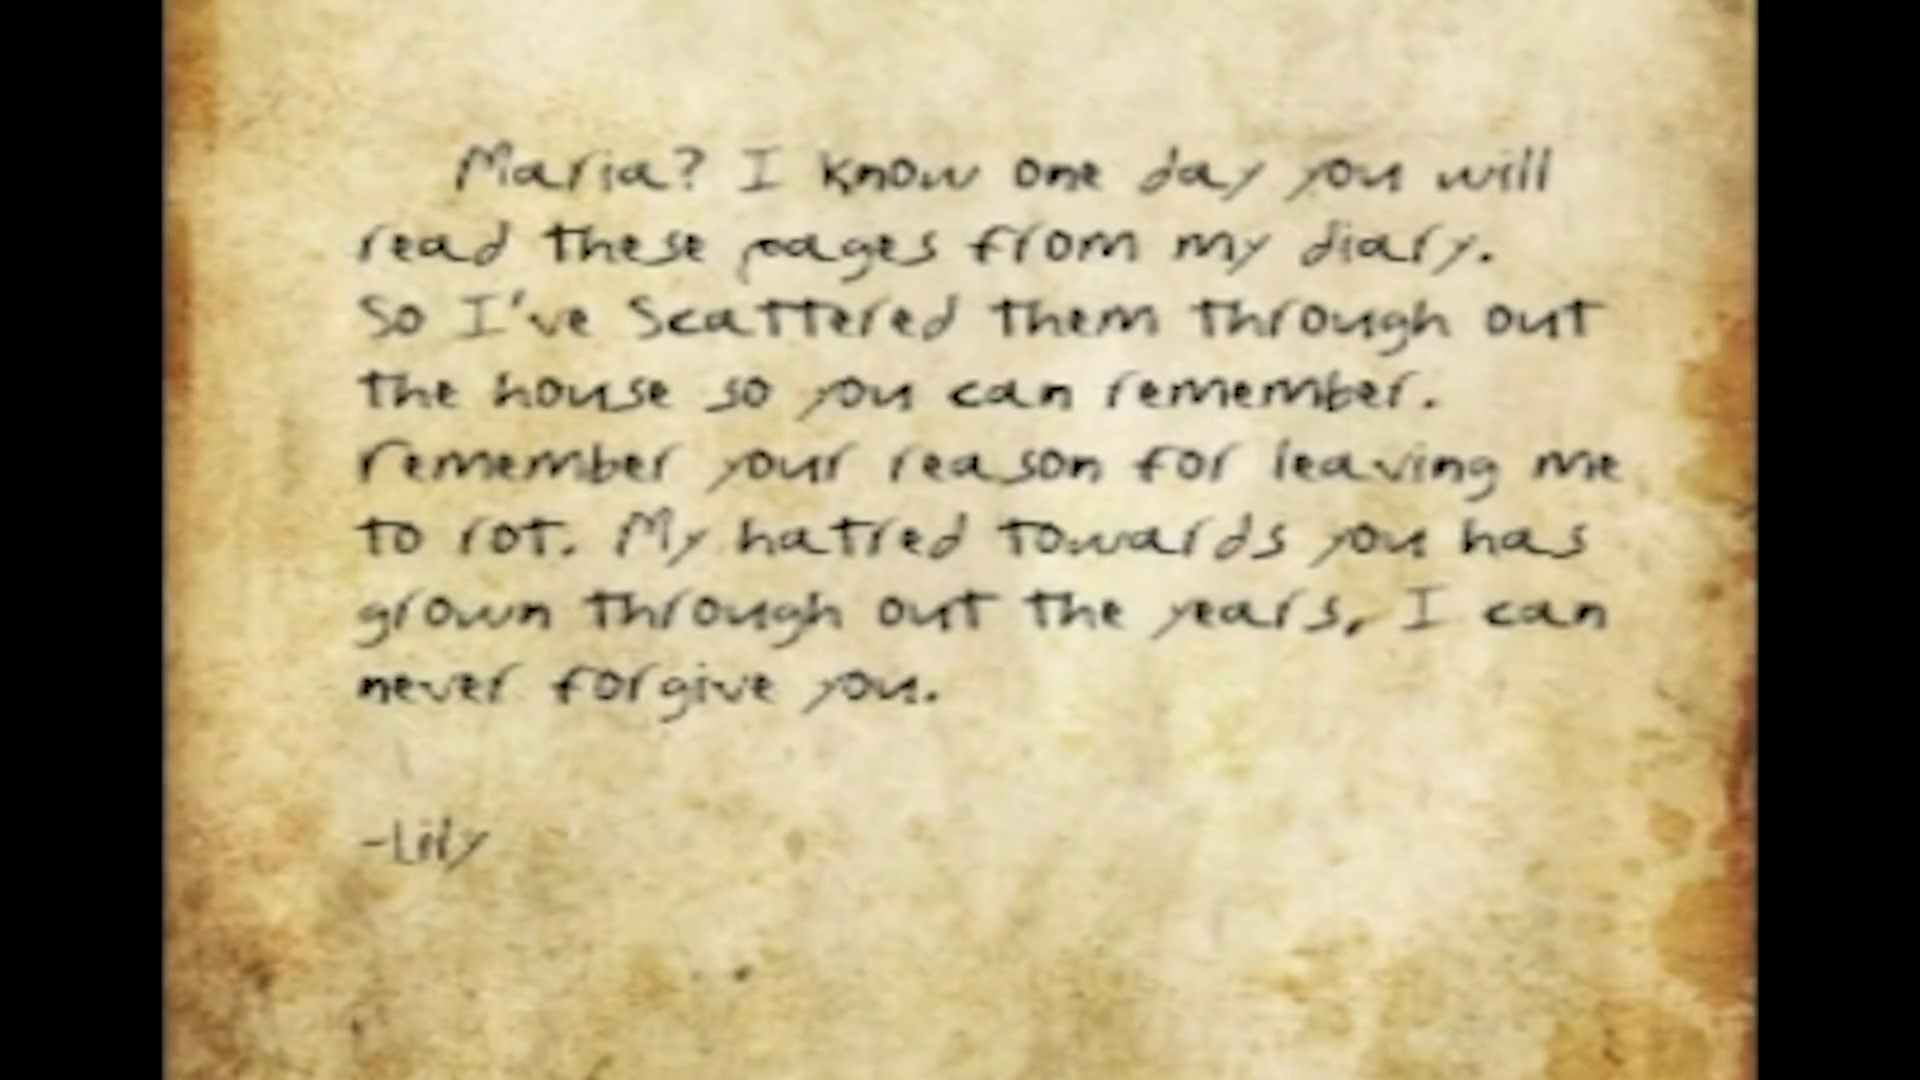 Maria? I know one day you will
read these pages from my diary.
So I've Scattered them through out
the house so you can remember.
remember your reason for leaving me
to rot. My hatred towards you has
grown through out the years, I can
never forgive you.
-Lily